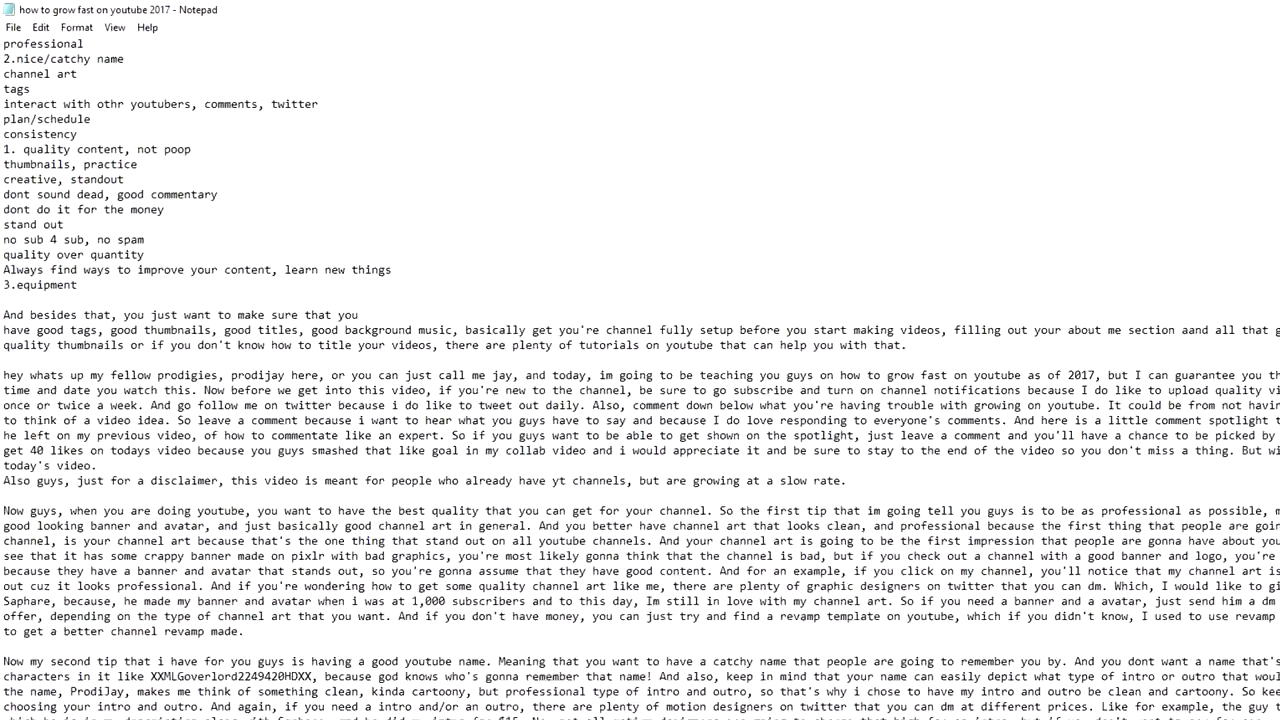 how to grow fast on youtube 2017 - Notepad
File Edit Format View Help
professional
2.nice/catchy name
channel art
tags
interact with othr youtubers, comments, twitter
plan/schedule
consistency
1. quality content, not poop
thumbnails, practice
creative, standout
dont sound dead, good commentary
dont do it for the money
stand out
no sub 4 sub, no spam
quality over quantity
Always find ways to improve your content, learn new things
3.equipment
And besides that, you just want to make sure that you
have good tags, good thumbnails, good titles, good background music, basically get you're channel fully setup before you start making videos, filling out your about me section aand all that g
quality thumbnails or if you don't know how to title your videos, there are plenty of tutorials on youtube that can help you with that.
hey whats up my fellow prodigies, prodijay here, or you can just call me jay, and today, im going to be teaching you guys on how to grow fast on youtube as of 2017, but I can guarantee you th
time and date you watch this. Now before we get into this video, if you're new to the channel, be sure to go subscribe and turn on channel notifications because I do like to upload quality vi
once or twice a week. And go follow me on twitter because i do like to tweet out daily. Also, comment down below what you're having trouble with growing on youtube. It could be from not havin
to think of a video idea. So leave a comment because i want to hear what you guys have to say and because I do love responding to everyone's comments. And here is a little comment spotlight t
he left on my previous video, of how to commentate like an expert. So if you guys want to be able to get shown on the spotlight, just leave a comment and you'll have a chance to be picked by
get 40 likes on todays video because you guys smashed that like goal in my collab video and i would appreciate it and be sure to stay to the end of the video so you don't miss a thing. But wi
today's video.
Also guys, just for a disclaimer, this video is meant for people who already have yt channels, but are growing at a slow rate.
Now guys, when you are doing youtube, you want to have the best quality that you can get for your channel. So the first tip that im going tell you guys is to be as professional as possible, m
good looking banner and avatar, and just basically good channel art in general. And you better have channel art that looks clean, and professional because the first thing that people are goin
channel, is your channel art because that's the one thing that stand out on all youtube channels. And your channel art is going to be the first impression that people are gonna have about you
see that it has some crappy banner made on pixlr with bad graphics, you're most likely gonna think that the channel is bad, but if you check out a channel with a good banner and logo, you're
because they have a banner and avatar that stands out, so you're gonna assume that they have good content. And for an example, if you click on my channel, you'll notice that my channel art is
out cuz it looks professional. And if you're wondering how to get some quality channel art like me, there are plenty of graphic designers on twitter that you can dm. Which, I would like to gi
Saphare, because, he made my banner and avatar when i was at 1,000 subscribers and to this day, Im still in love with my channel art. So if you need a banner and a avatar, just send him a dm
offer, depending on the type of channel art that you want. And if you don't have money, you can just try and find a revamp template on youtube, which if you didn't know, I used to use revamp
to get a better channel revamp made.
Now my second tip that i have for you guys is having a good youtube name. Meaning that you want to have a catchy name that people are going to remember you by. And you dont want a name that's
characters in it like XXMLGoverlord2249420HDXX, because god knows who's gonna remember that name! And also, keep in mind that your name can easily depict what type of intro or outro that woul
the name, ProdiJay, makes me think of something clean, kinda cartoony, but professional type of intro and outro, so that's why i chose to have my intro and outro be clean and cartoony. So kee
choosing your intro and outro. And again, if you need a intro and/or an outro, there are plenty of motion designers on twitter that you can dm at different prices. Like for example, the guy t